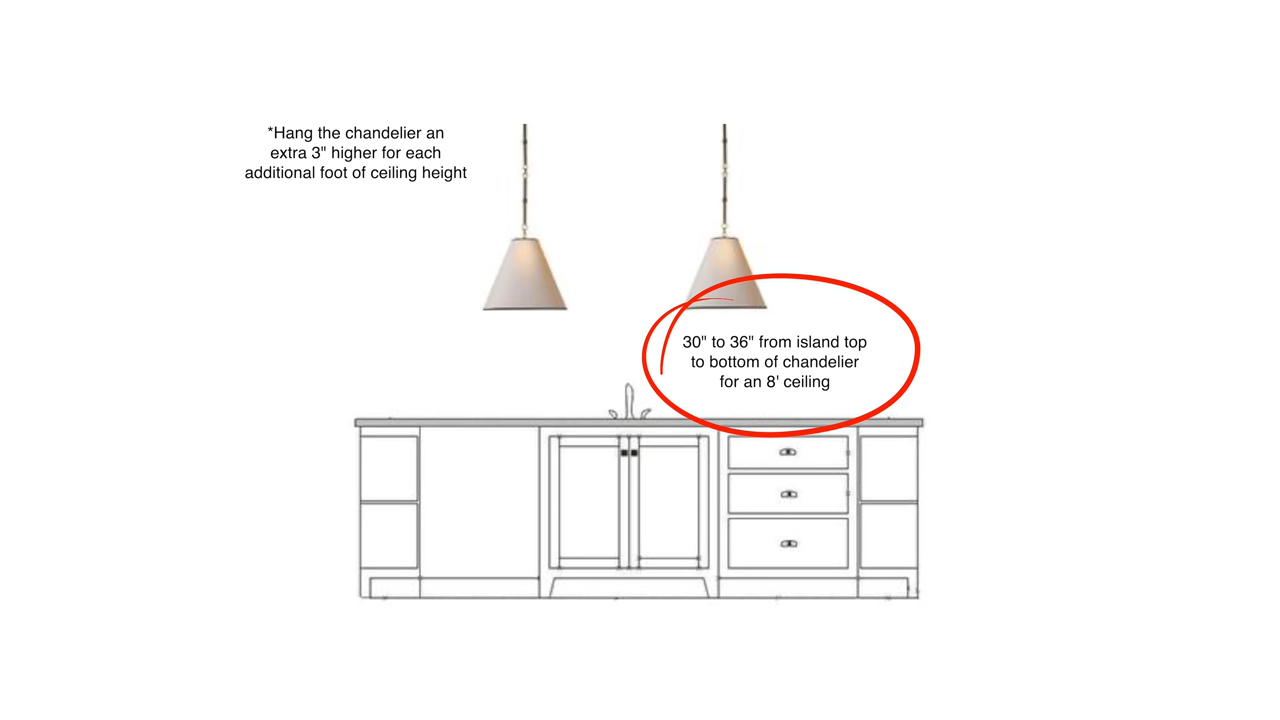 *Hang the chandelier an
extra 3" higher for each
additional foot of ceiling height
30" to 36" from island top
to bottom of chandelier
for an 8' ceiling